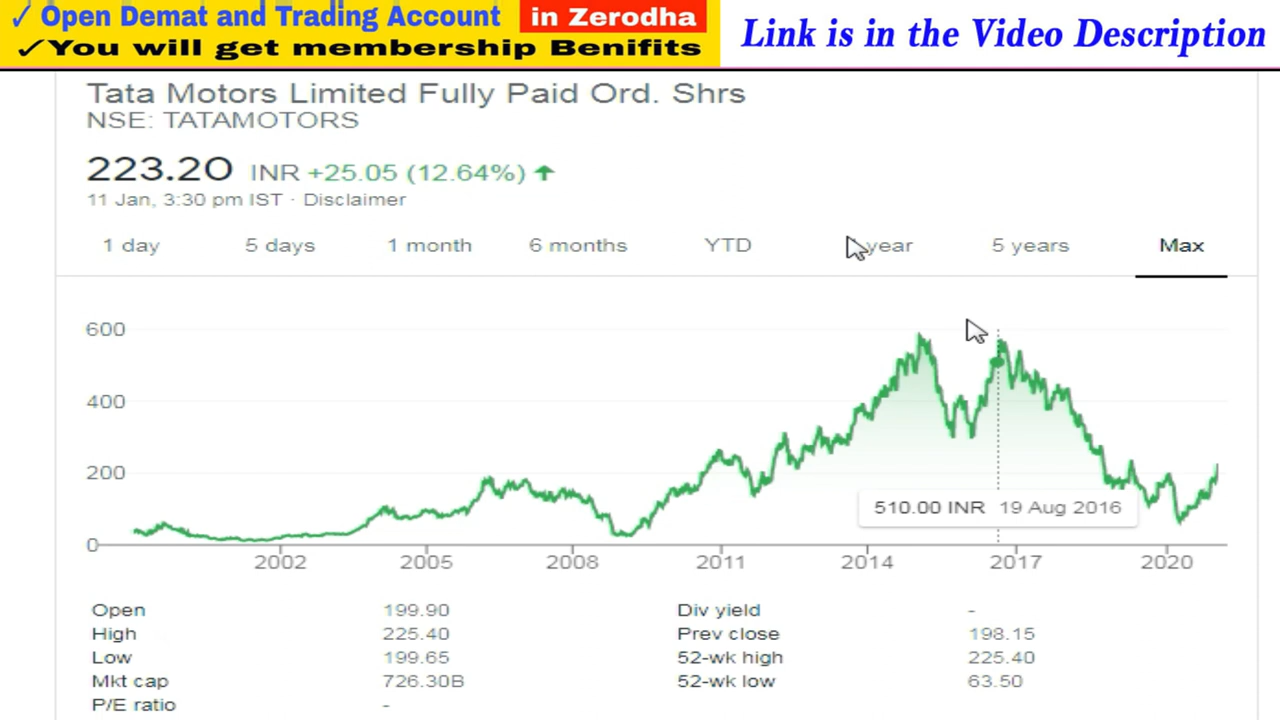 ✓ Open Demat and Trading Account in Zerodha
✓You will get membership Benifits
Link is in the Video Description
Tata Motors Limited Fully Paid Ord. Shrs
NSE: TATAMOTORS
223.20 INR +25.05 (12.64%) ↑
11 Jan, 3:30 pm IST · Disclaimer
1 day 5 days 1 month 6 months YTD year 5 years Max
600
400
200
0
510.00 INR 19 Aug 2016
2002 2005 2008 2011 2014 2017 2020
Open 199.90 Div yield -
High 225.40 Prev close 198.15
Low 199.65 52-wk high 225.40
Mkt cap 726.30B 52-wk low 63.50
P/E ratio -